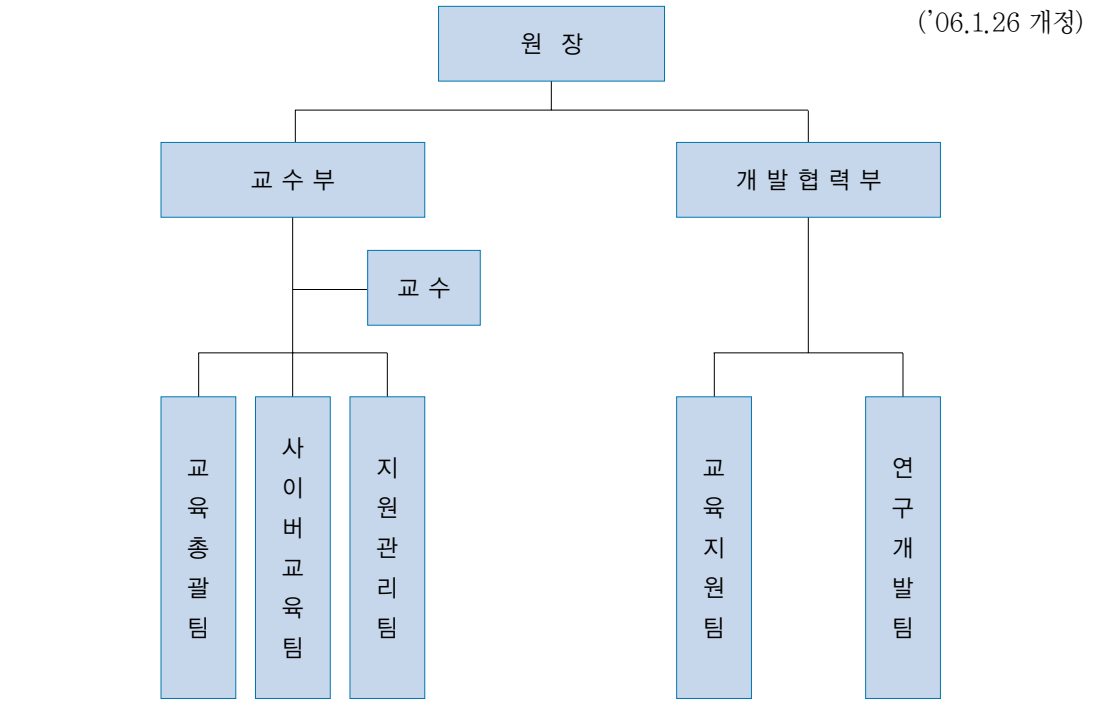 (’06.1.26 개정)
원 장
교 수 부
개 발 협 력 부
교 수
교육총괄팀
사이버교육팀
지원관리팀
교육지원팀
연구개발팀